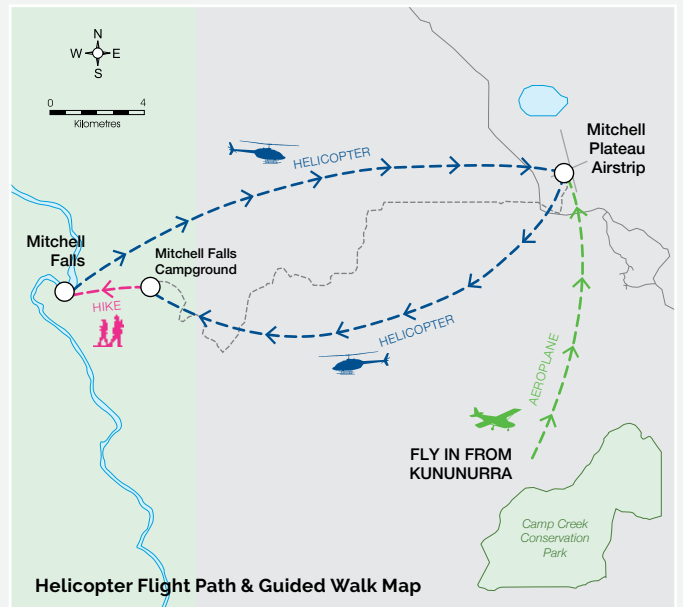 N
W E
S
0 4
Kilometres
HELICOPTER
Mitchell
Plateau
Airstrip
Mitchell
Falls
Mitchell Falls
Campground
HIKE
HELICOPTER
AEROPLANE
FLY IN FROM
KUNUNURRA
Camp Creek
Conservation
Park
Helicopter Flight Path & Guided Walk Map